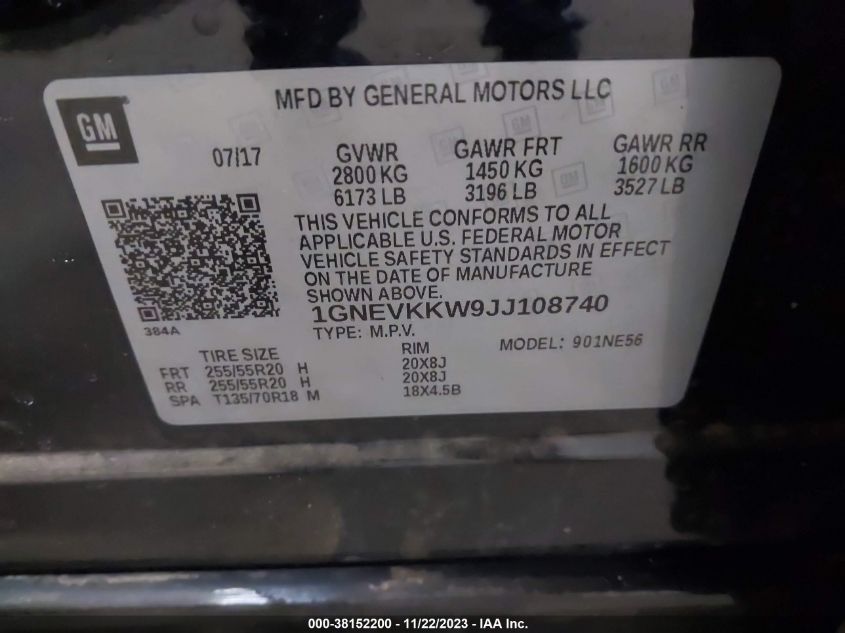 MFD BY GENERAL MOTORS LLC
GM
07/17
GVWR
2800 KG
6173 LB
GAWR FRT
1450 KG
3196 LB
GAWR RR
1600 KG
3527 LB
THIS VEHICLE CONFORMS TO ALL
APPLICABLE U.S. FEDERAL MOTOR
VEHICLE SAFETY STANDARDS IN EFFECT
ON THE DATE OF MANUFACTURE
SHOWN ABOVE.
1GNEVKKW9JJ108740
384A
TYPE: M.P.V.
MODEL: 901NE56
TIRE SIZE RIM
FRT 255/55R20 H 20X8J
RR 255/55R20 H 20X8J
SPA T135/70R18 M 18X4.5B
000-38152200 - 11/22/2023 - IAA Inc.